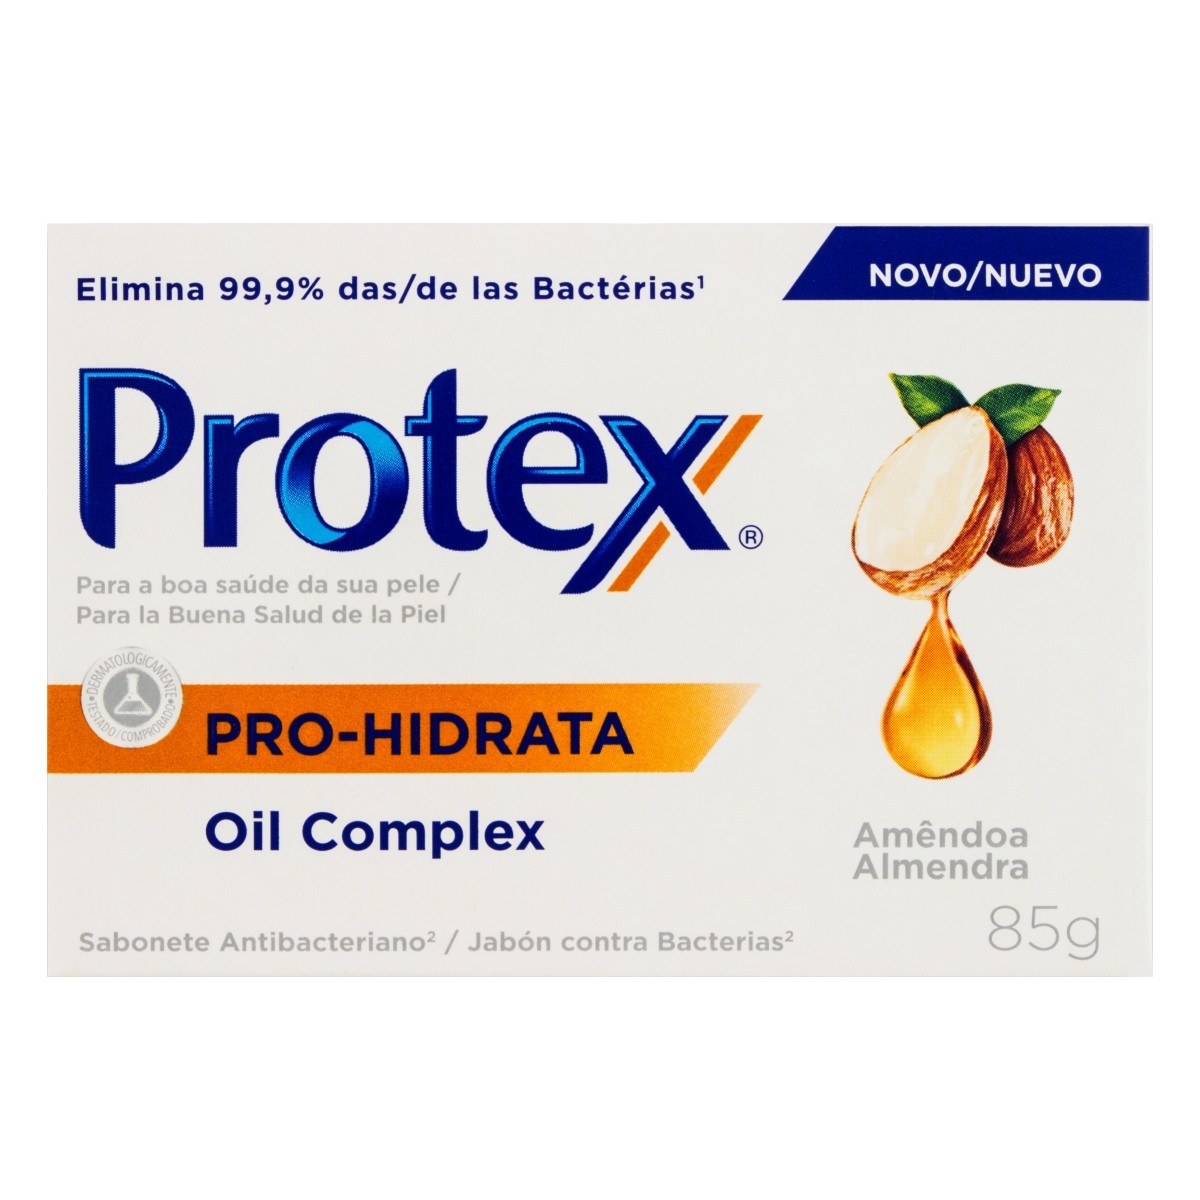 Elimina 99,9% das/de las Bactérias¹
NOVO/NUEVO
Protex®
Para a boa saúde da sua pele /
Para la Buena Salud de la Piel
DERMATOLÓGICAMENTE
TESTADO/COMPROBADO
PRO-HIDRATA
Oil Complex
Amêndoa
Almendra
85g
Sabonete Antibacteriano² / Jabón contra Bacterias²